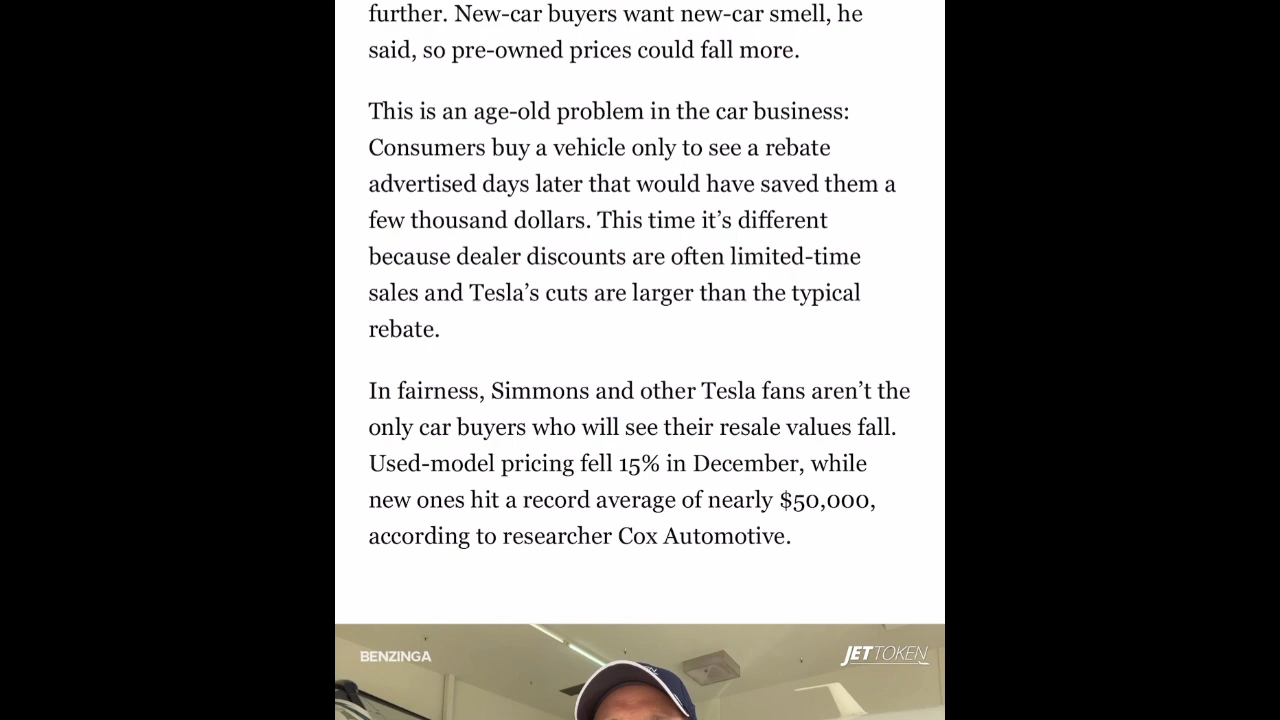 further. New-car buyers want new-car smell, he
said, so pre-owned prices could fall more.
This is an age-old problem in the car business:
Consumers buy a vehicle only to see a rebate
advertised days later that would have saved them a
few thousand dollars. This time it’s different
because dealer discounts are often limited-time
sales and Tesla’s cuts are larger than the typical
rebate.
In fairness, Simmons and other Tesla fans aren’t the
only car buyers who will see their resale values fall.
Used-model pricing fell 15% in December, while
new ones hit a record average of nearly $50,000,
according to researcher Cox Automotive.
BENZINGA
JETTOKEN